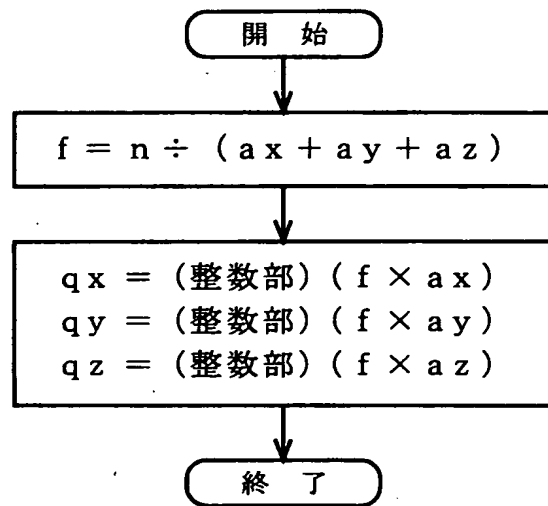 開 始
f = n ÷ (ax + ay + az)
qx = (整数部) (f × ax)
qy = (整数部) (f × ay)
qz = (整数部) (f × az)
終 了